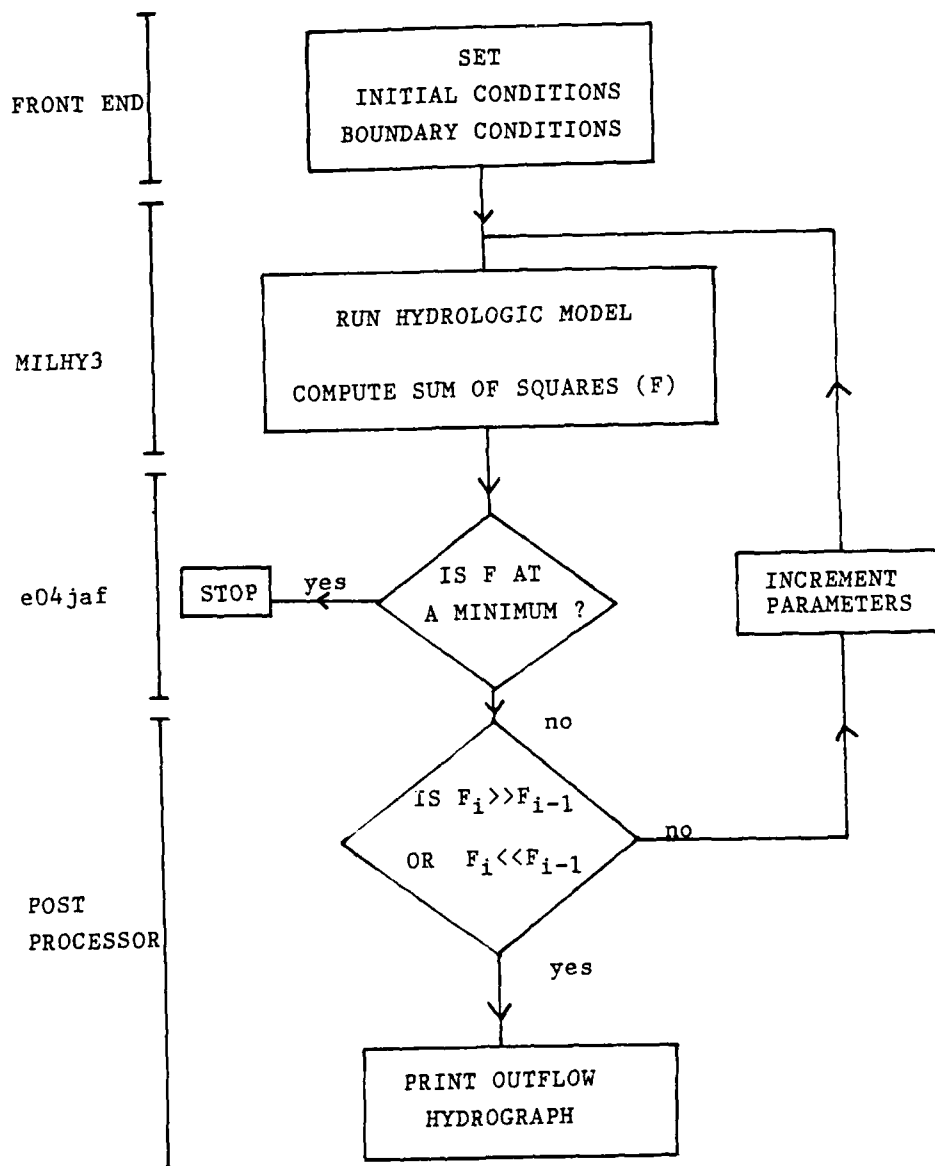 SET
INITIAL CONDITIONS
BOUNDARY CONDITIONS
FRONT END
RUN HYDROLOGIC MODEL
COMPUTE SUM OF SQUARES (F)
MILHY3
IS F AT
A MINIMUM ?
yes
STOP
e04jaf
INCREMENT
PARAMETERS
no
IS Fi>>Fi-1
OR Fi<<Fi-1
no
POST
PROCESSOR
yes
PRINT OUTFLOW
HYDROGRAPH